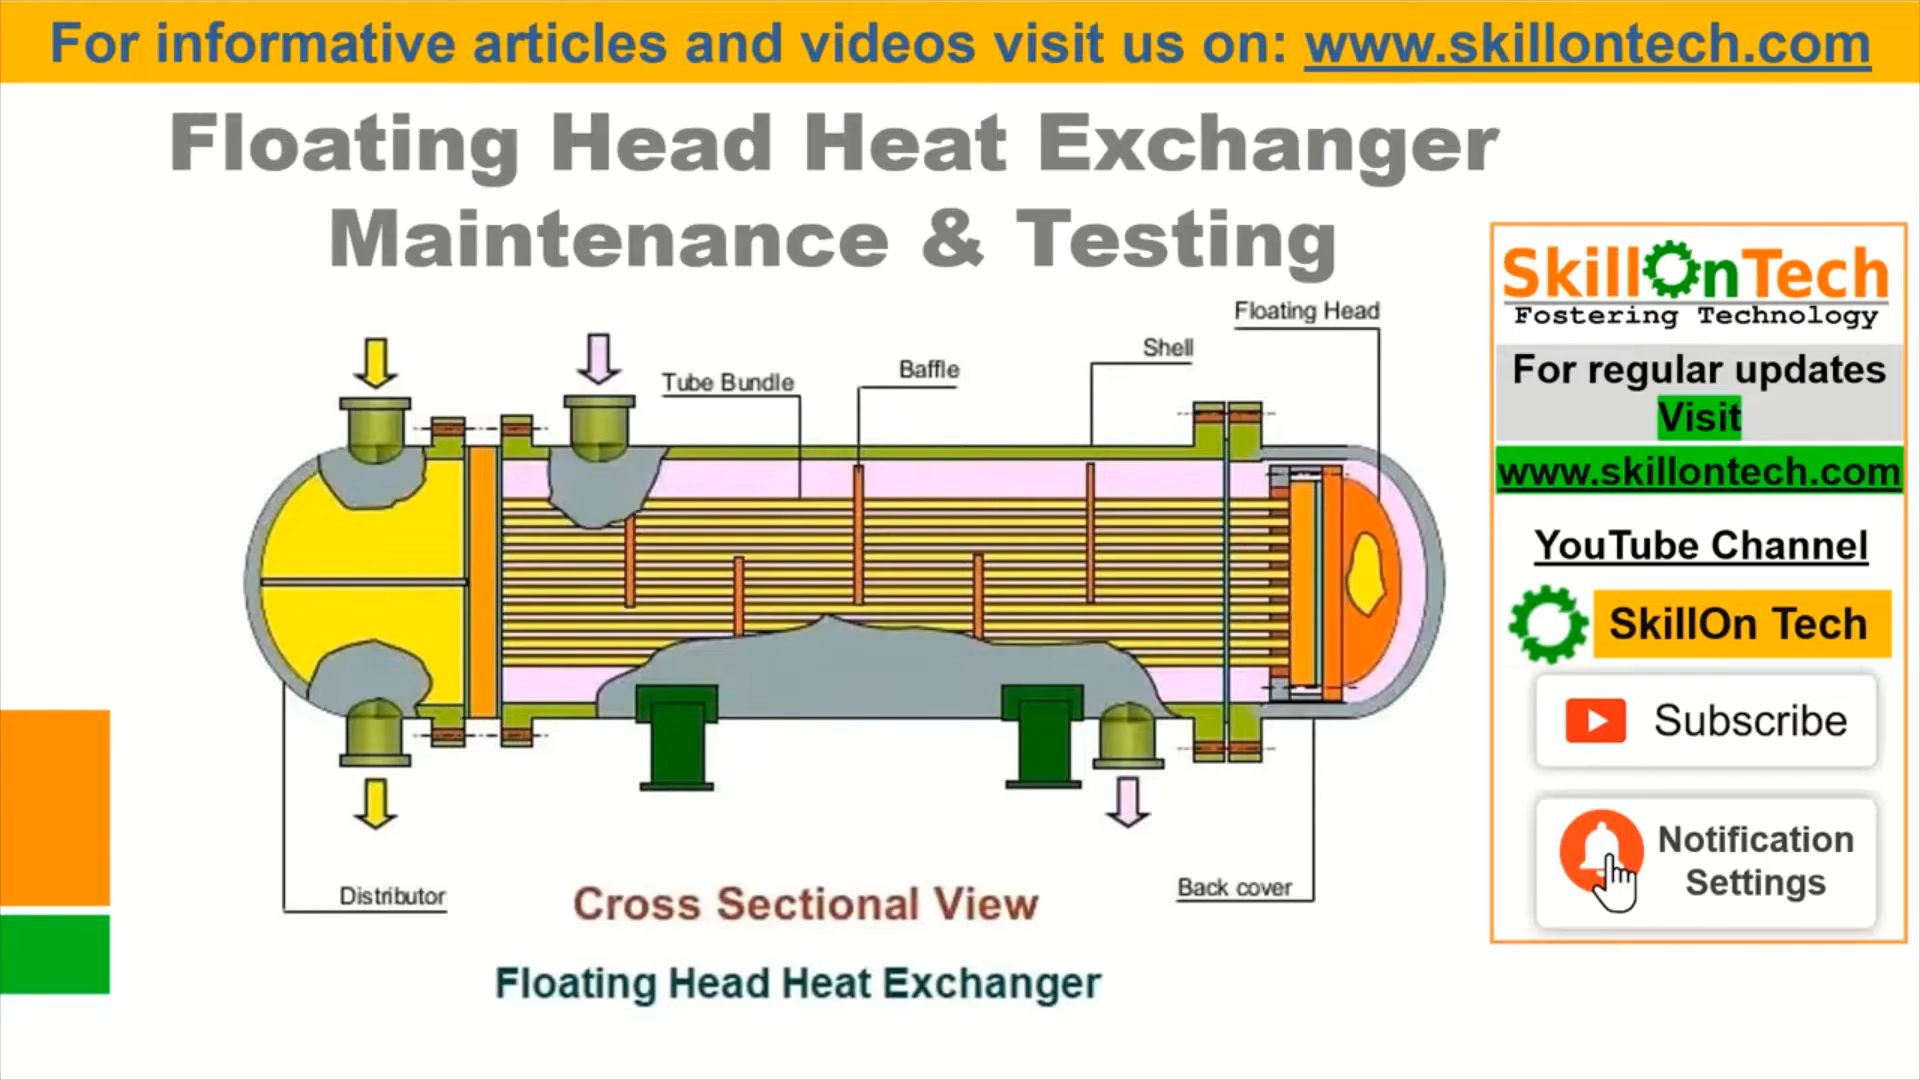 For informative articles and videos visit us on: www.skillontech.com
Floating Head Heat Exchanger
Maintenance & Testing
Floating Head
Shell
Baffle
Tube Bundle
Distributor
Back cover
Cross Sectional View
Floating Head Heat Exchanger
SkillOnTech
Fostering Technology
For regular updates
Visit
www.skillontech.com
YouTube Channel
SkillOn Tech
Subscribe
Notification
Settings